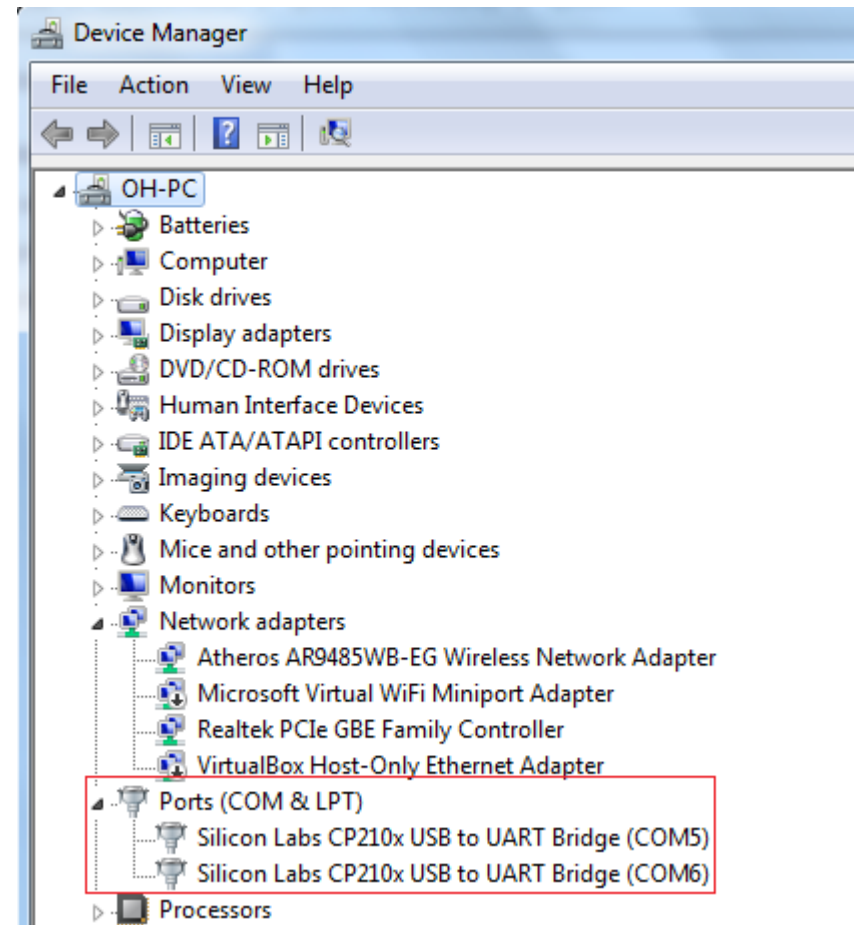 Device Manager
File Action View Help
OH-PC
Batteries
Computer
Disk drives
Display adapters
DVD/CD-ROM drives
Human Interface Devices
IDE ATA/ATAPI controllers
Imaging devices
Keyboards
Mice and other pointing devices
Monitors
Network adapters
Atheros AR9485WB-EG Wireless Network Adapter
Microsoft Virtual WiFi Miniport Adapter
Realtek PCIe GBE Family Controller
VirtualBox Host-Only Ethernet Adapter
Ports (COM & LPT)
Silicon Labs CP210x USB to UART Bridge (COM5)
Silicon Labs CP210x USB to UART Bridge (COM6)
Processors